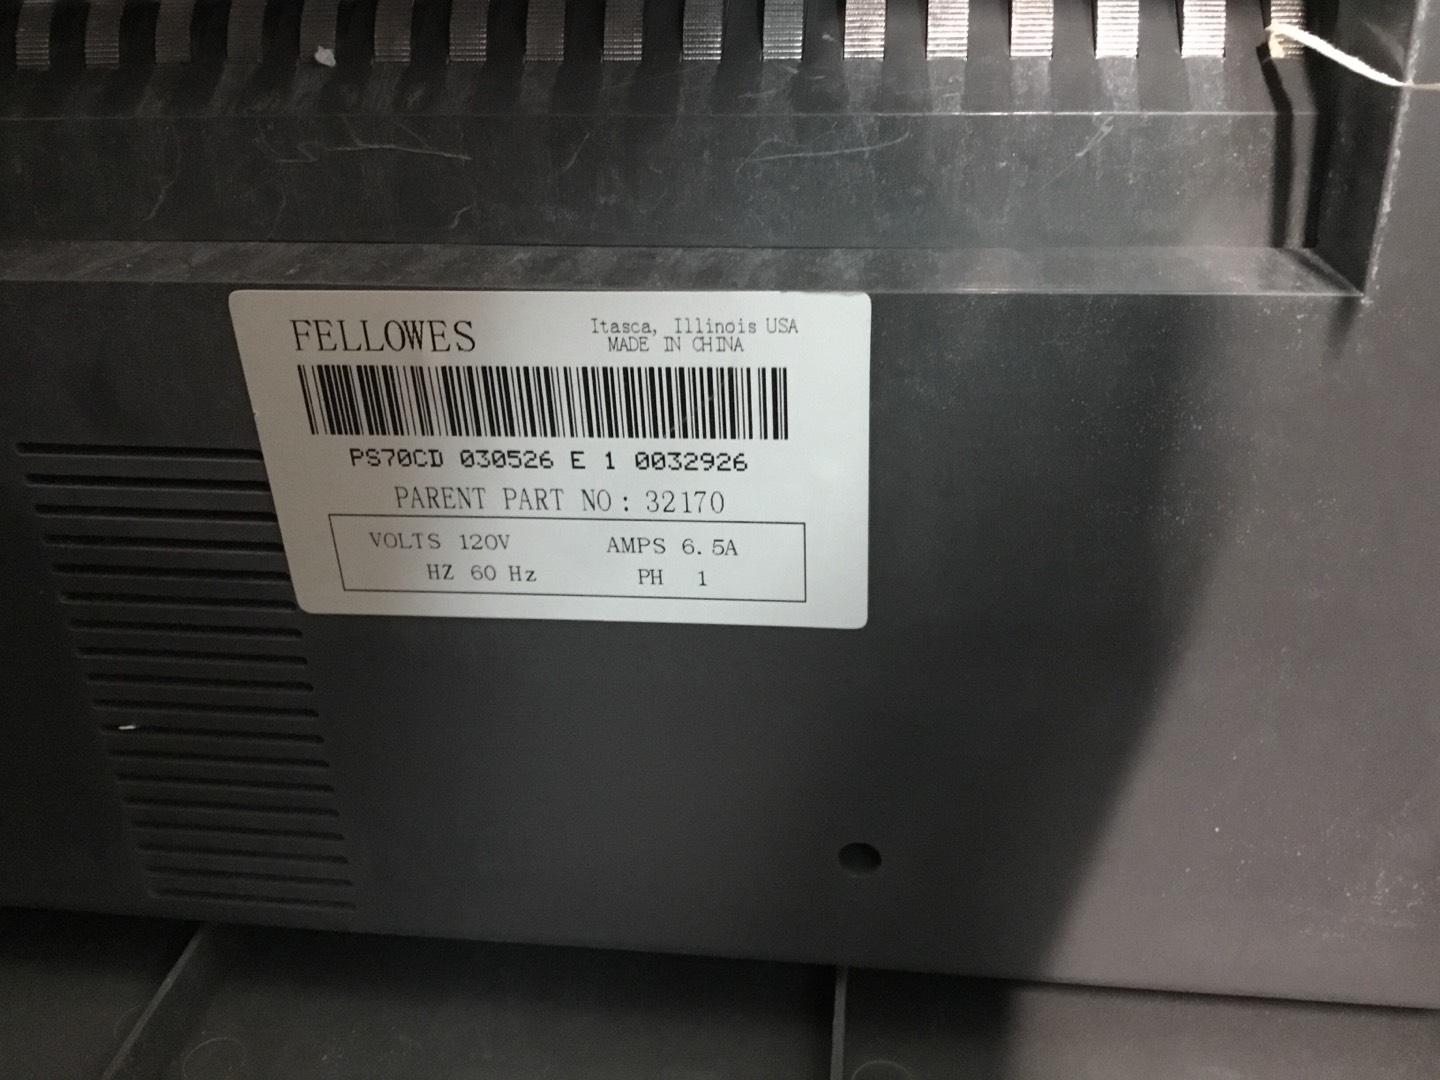 FELLOWES
Itasca, Illinois USA
MADE IN CHINA
PS70CD 030526 E 1 0032926
PARENT PART NO: 32170
VOLTS 120V AMPS 6.5A
HZ 60 Hz PH 1